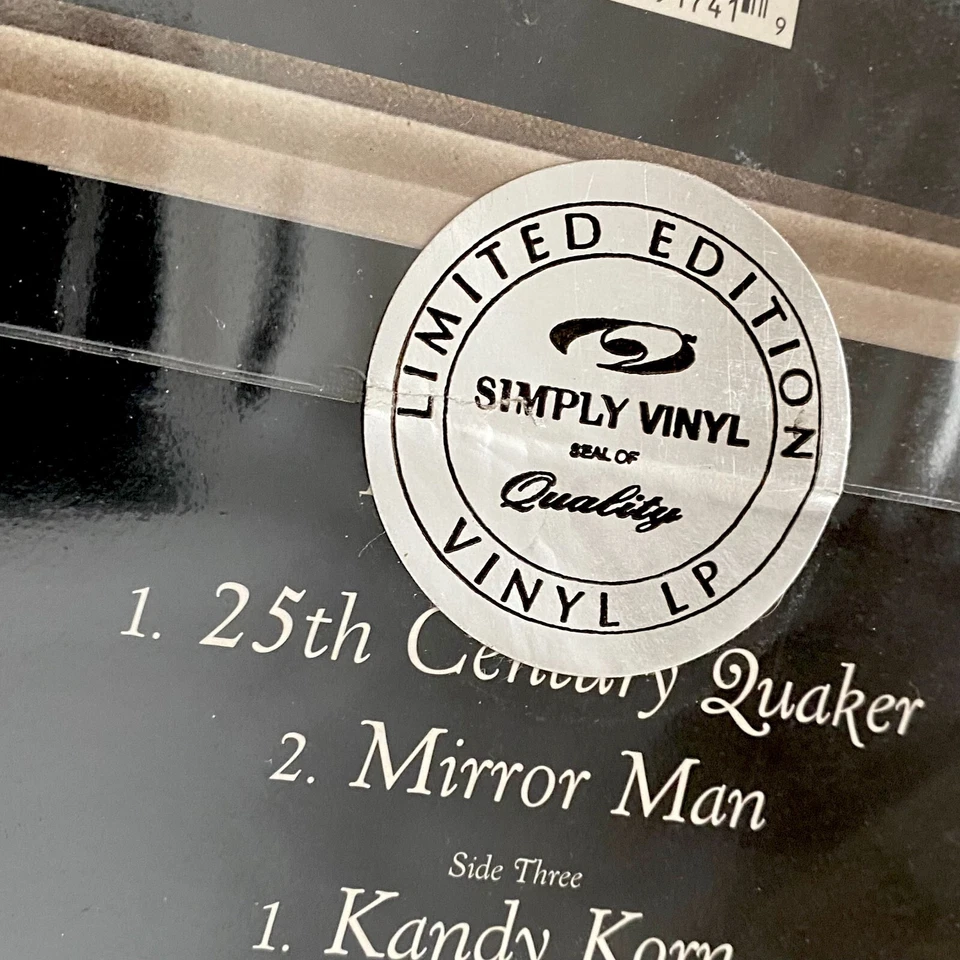 9
LIMITED EDITION
SIMPLY VINYL
SEAL OF
Quality
VINYL LP
1. 25th Century Quaker
2. Mirror Man
Side Three
1. Kandy Korn